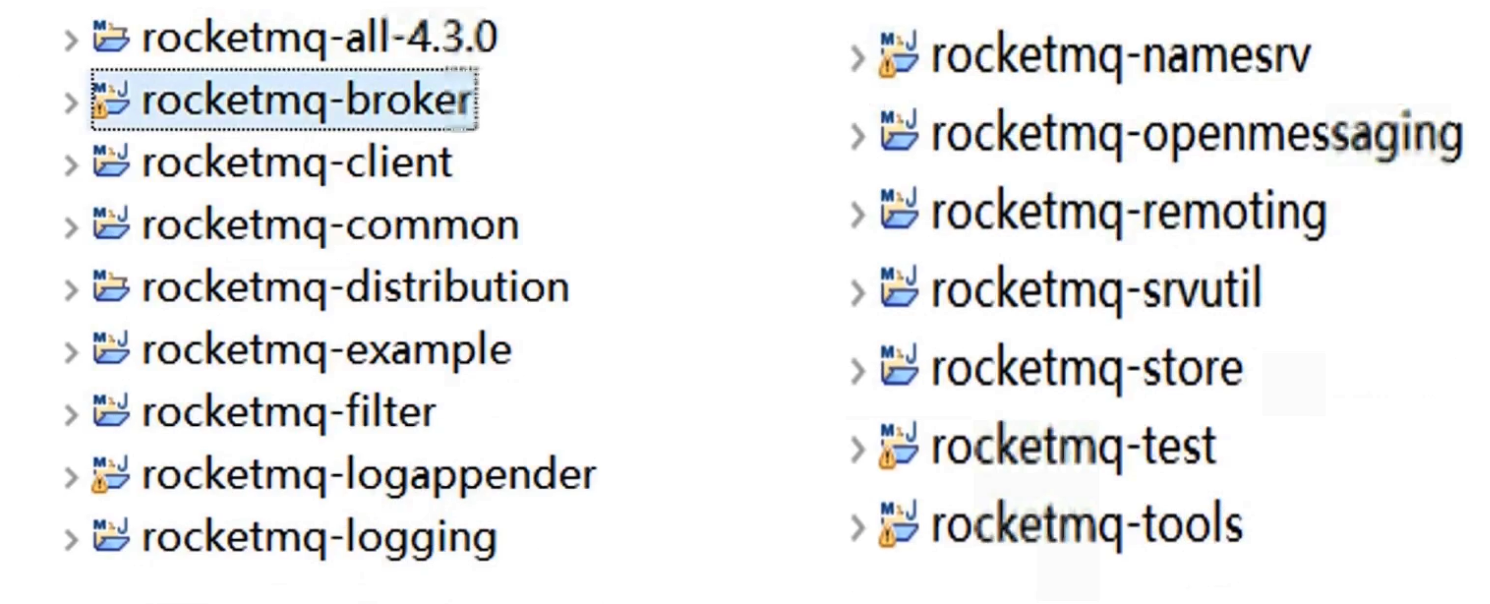 rocketmq-all-4.3.0
rocketmq-broker
rocketmq-client
rocketmq-common
rocketmq-distribution
rocketmq-example
rocketmq-filter
rocketmq-logappender
rocketmq-logging
rocketmq-namesrv
rocketmq-openmessaging
rocketmq-remoting
rocketmq-srvutil
rocketmq-store
rocketmq-test
rocketmq-tools